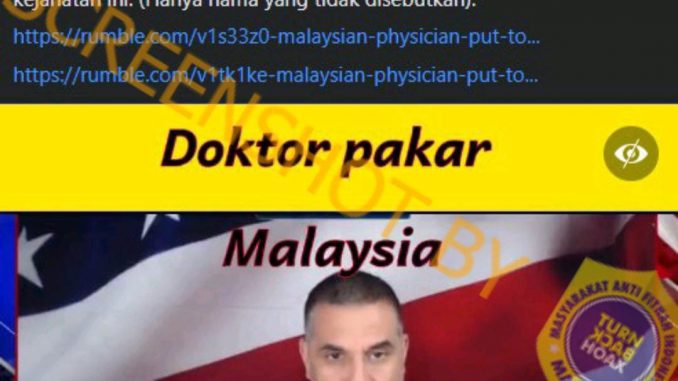 kejahatan ini. (Hanya nama yang tidak disebutkan).
https://rumble.com/v1s33z0-malaysian-physician-put-to...
https://rumble.com/v1tk1ke-malaysian-physician-put-to...
Doktor pakar
Malaysia
SCREENSHOT BY
MASYARAKAT ANTI FITNAH INDONE
TURN
BACK
HOAX